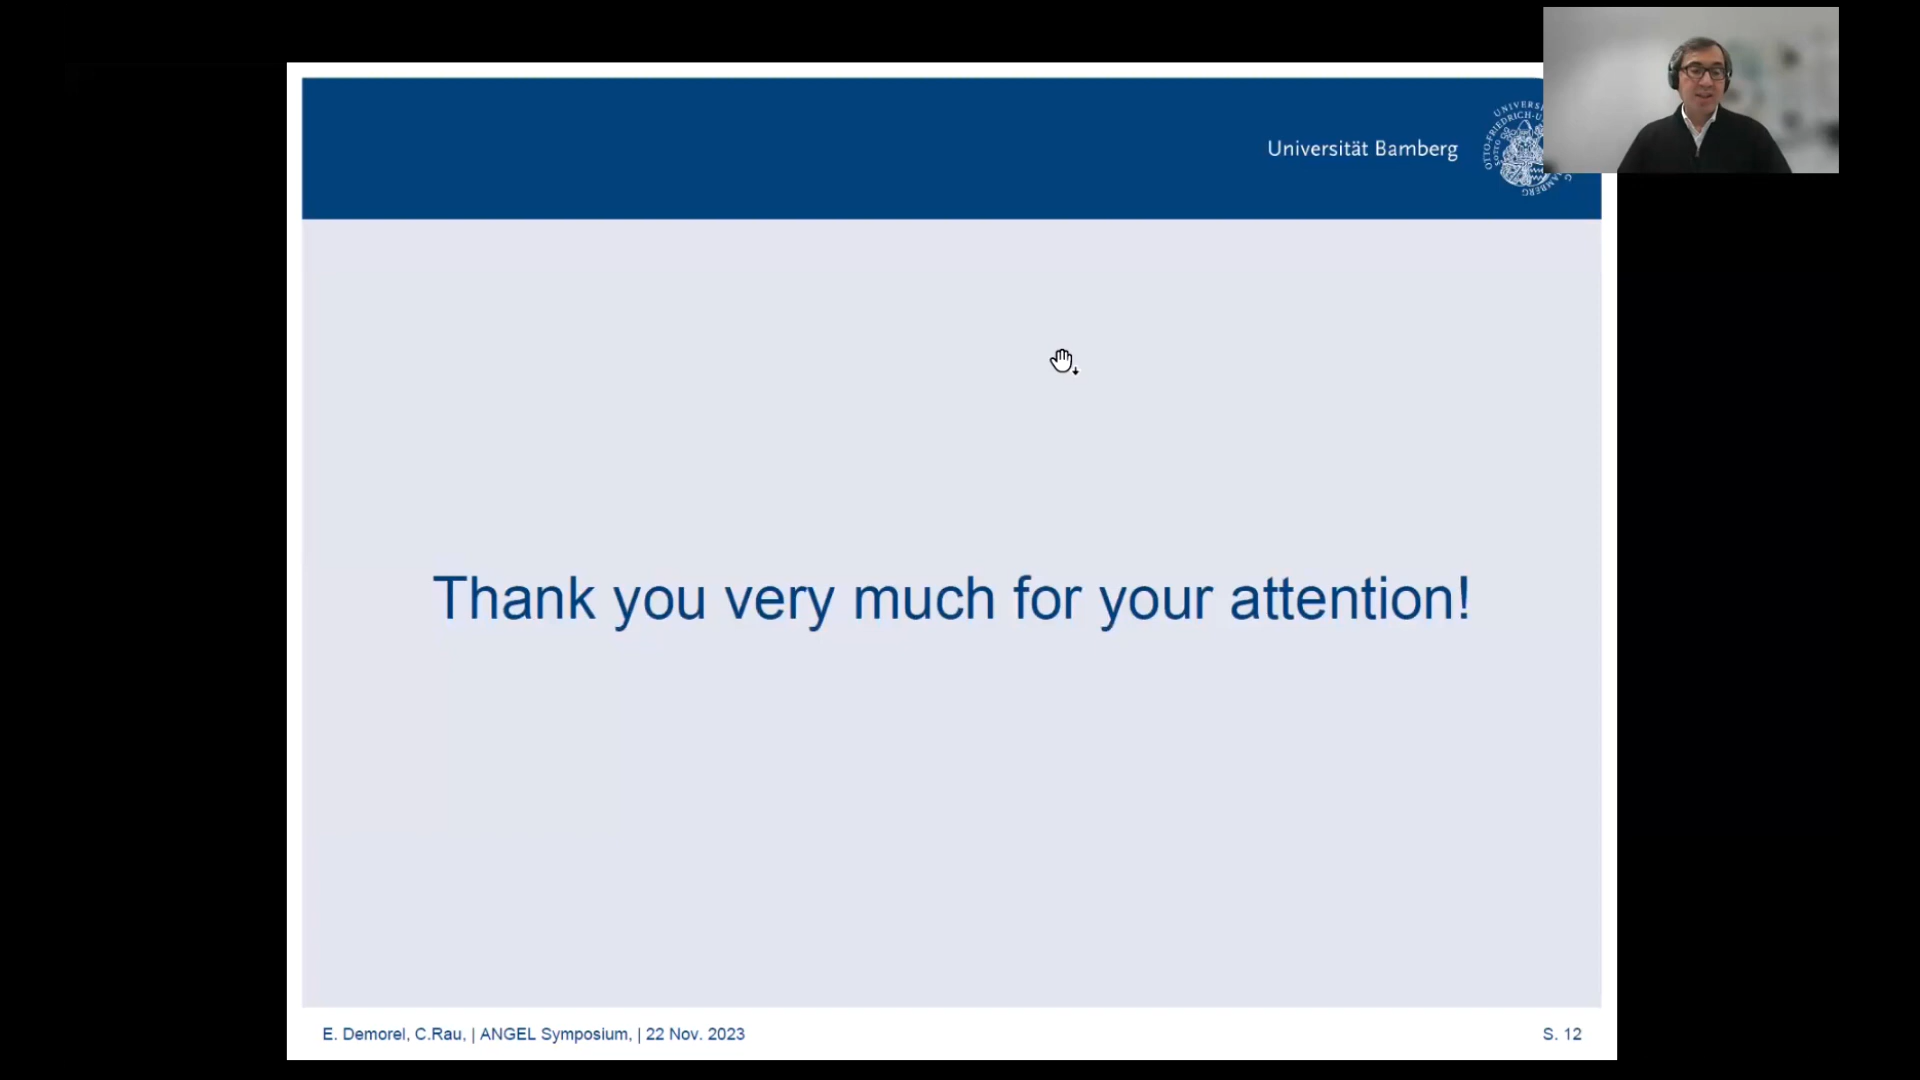 Universität Bamberg
Thank you very much for your attention!
E. Demorel, C.Rau, | ANGEL Symposium, | 22 Nov. 2023
S. 12